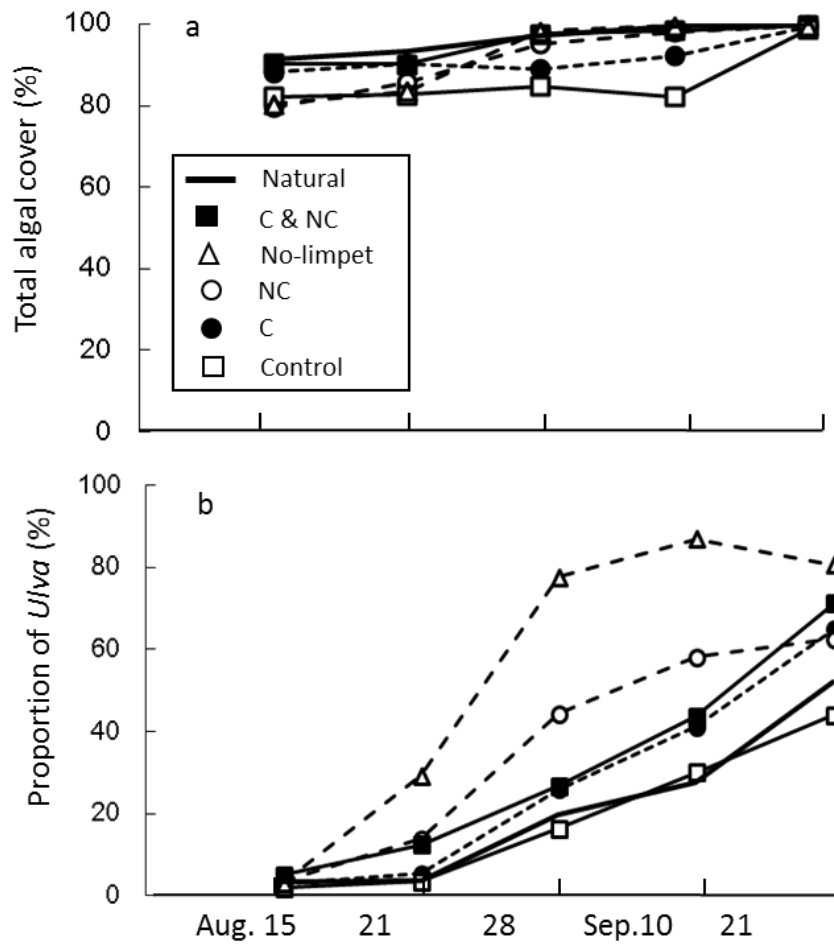 100
a
80
60
40
20
0
Total algal cover (%)
Natural
C & NC
No-limpet
NC
C
Control
100
b
80
60
40
20
0
Proportion of Ulva (%)
Aug. 15 21 28 Sep.10 21